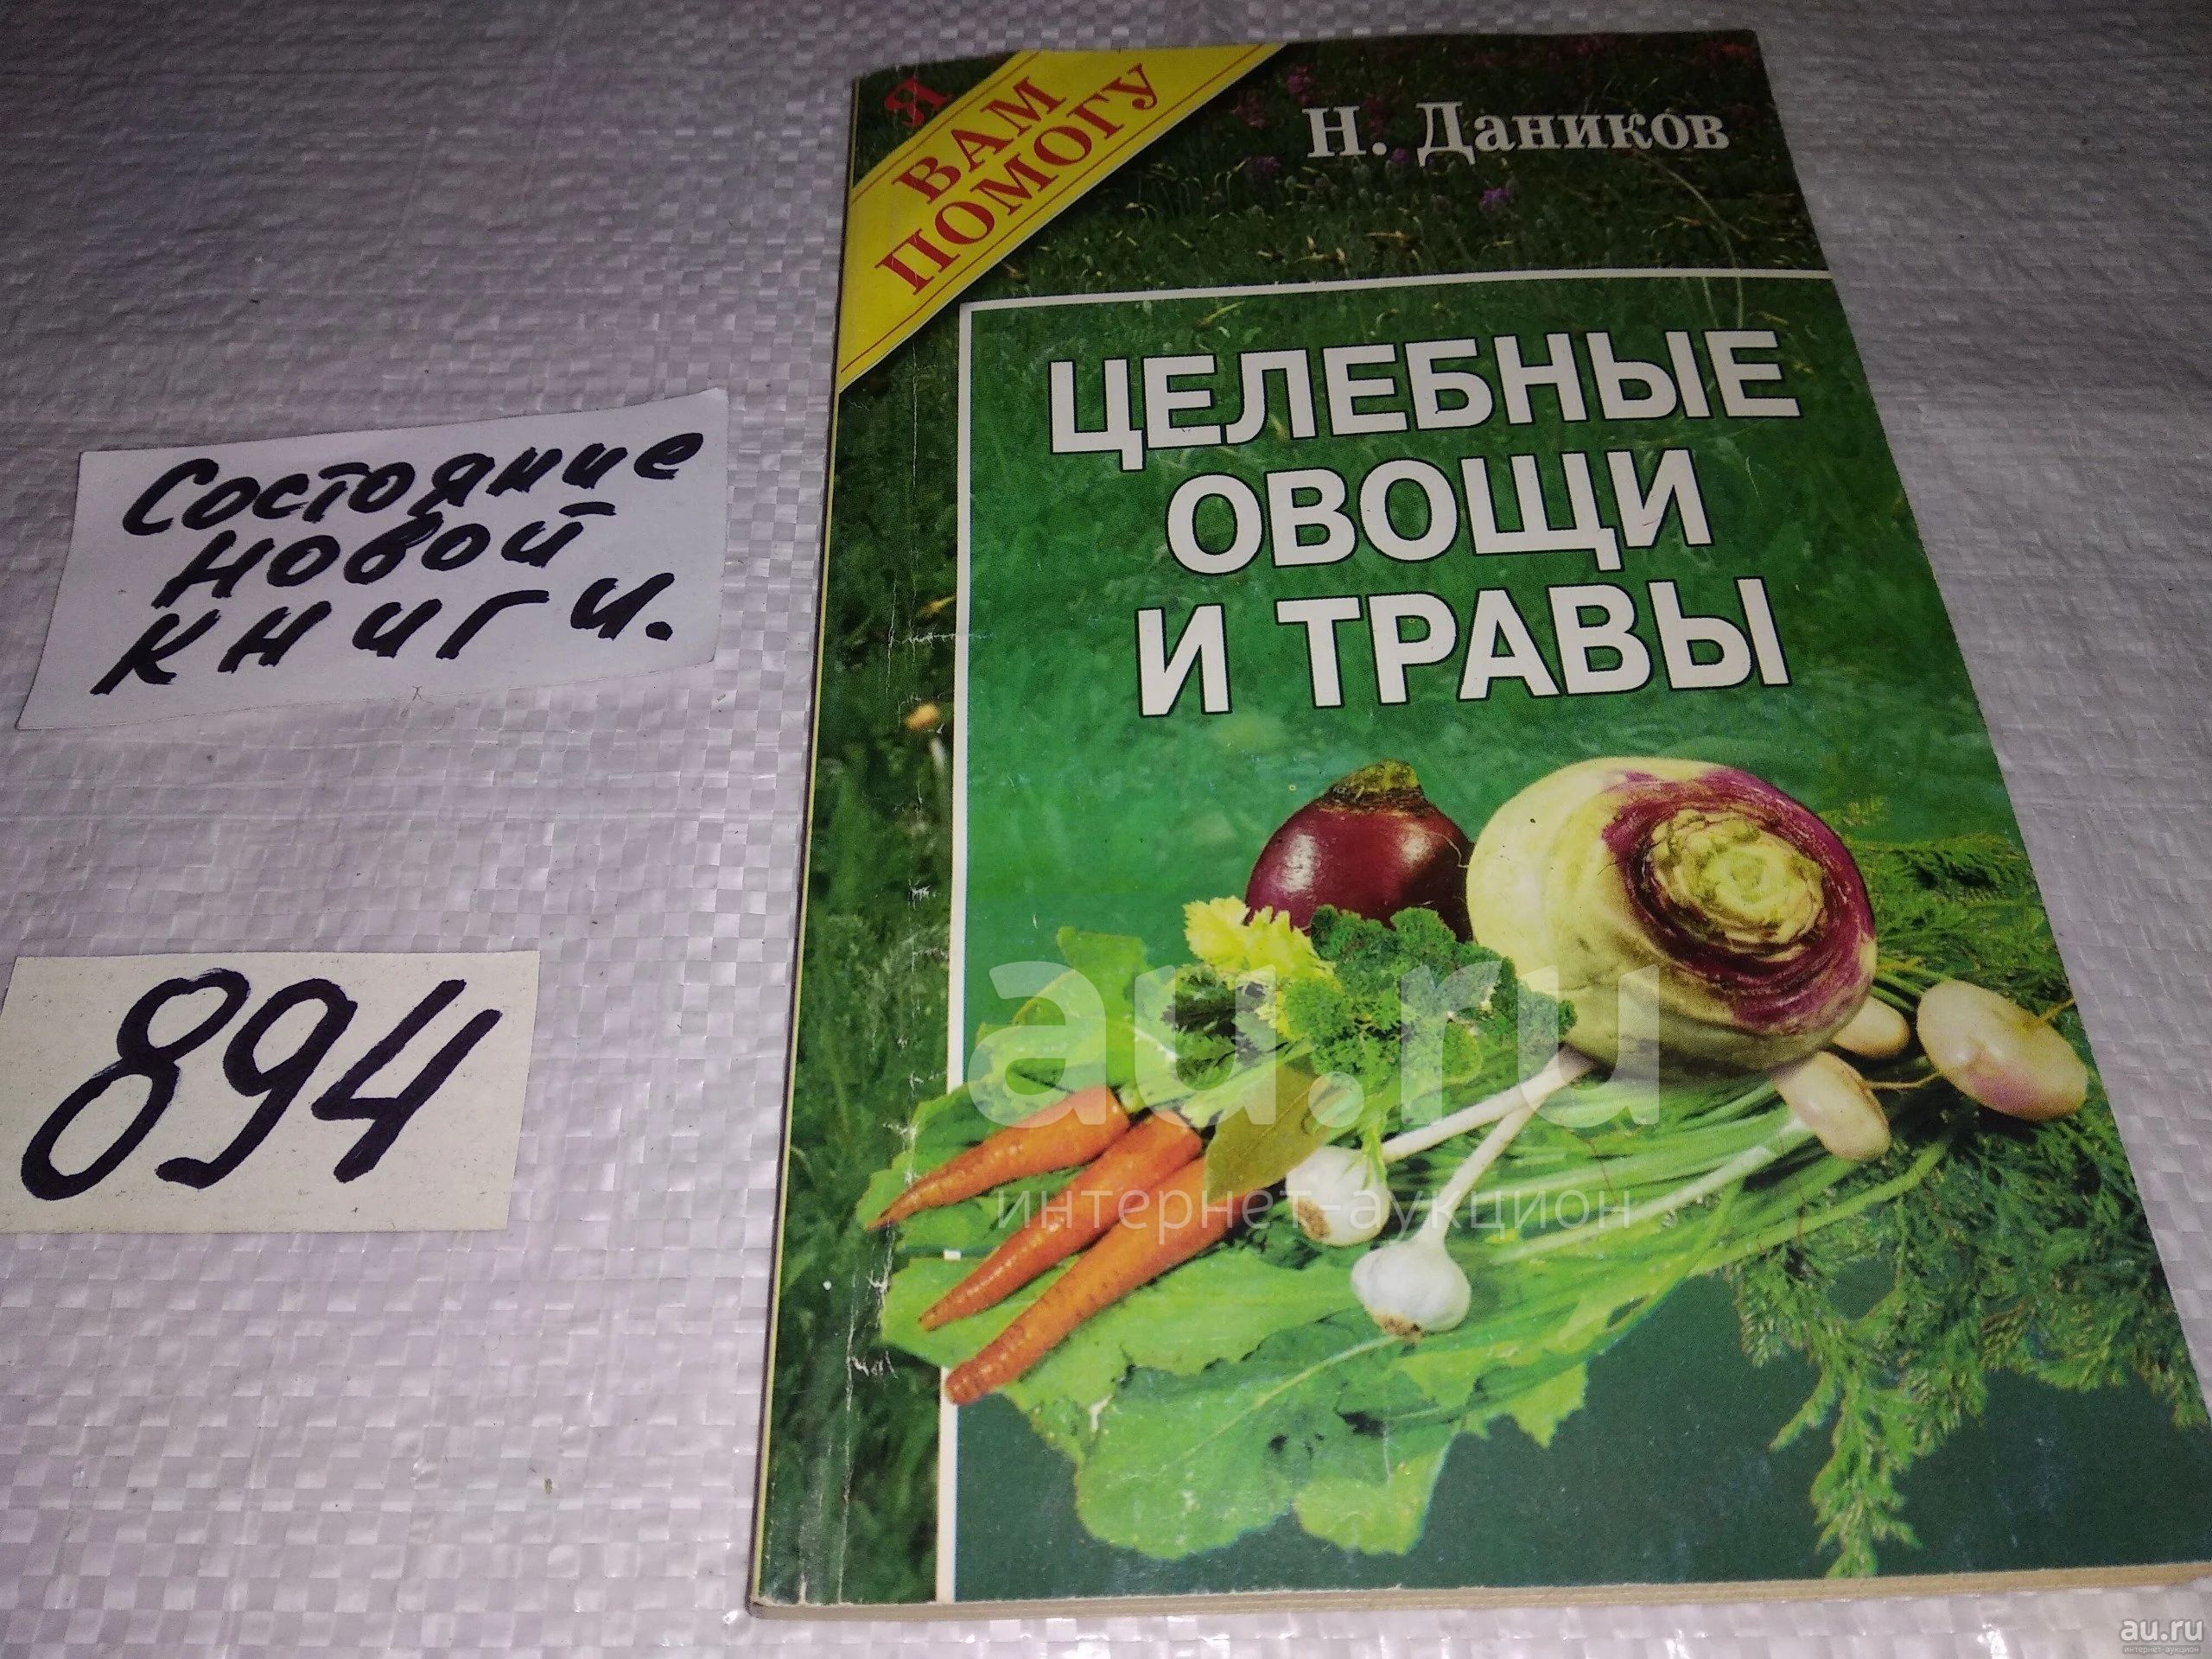 Я
ВАМ
ПОМОГУ
Н. Даников
ЦЕЛЕБНЫЕ
ОВОЩИ
И ТРАВЫ
Состояние
новой
книги.
894
au.ru
интернет-аукцион
au.ru
интернет-аукцион